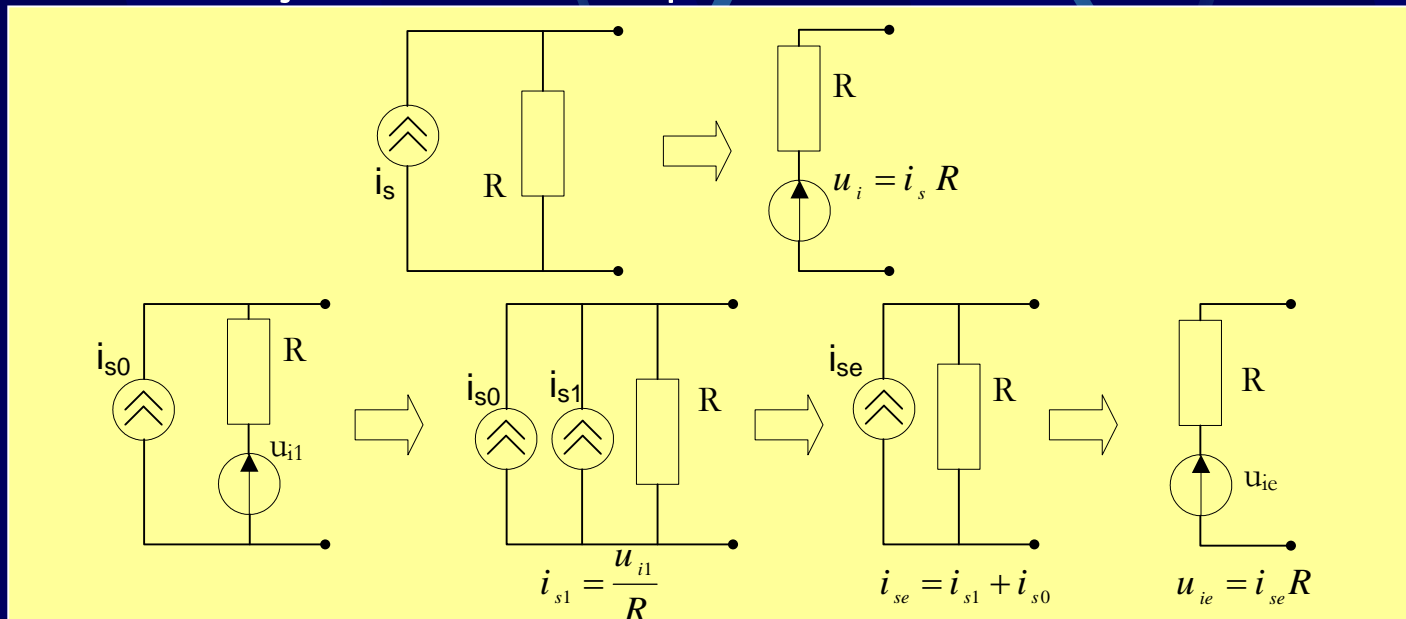 i_s
R
R
u_i = i_s R
i_s0
R
u_i1
i_s0
i_s1
R
i_se
R
R
u_ie
i_s1 = u_i1 / R
i_se = i_s1 + i_s0
u_ie = i_se R